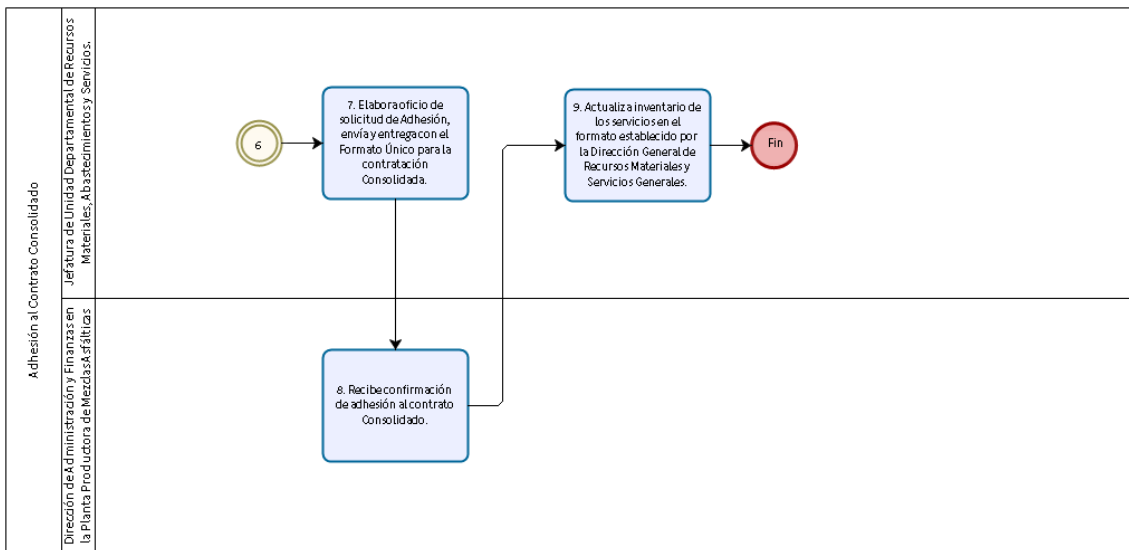 Adhesión al Contrato Consolidado
Jefatura de Unidad Departamental de Recursos
Materiales, Abastecimientos y Servicios.
6
7. Elabora oficio de
solicitud de Adhesión,
envía y entrega con el
Formato Único para la
contratación
Consolidada.
9. Actualiza inventario de
los servicios en el
formato establecido por
la Dirección General de
Recursos Materiales y
Servicios Generales.
Fin
Dirección de Administración y Finanzas en
la Planta Productora de Mezclas Asfálticas
8. Recibe confirmación
de adhesión al contrato
Consolidado.